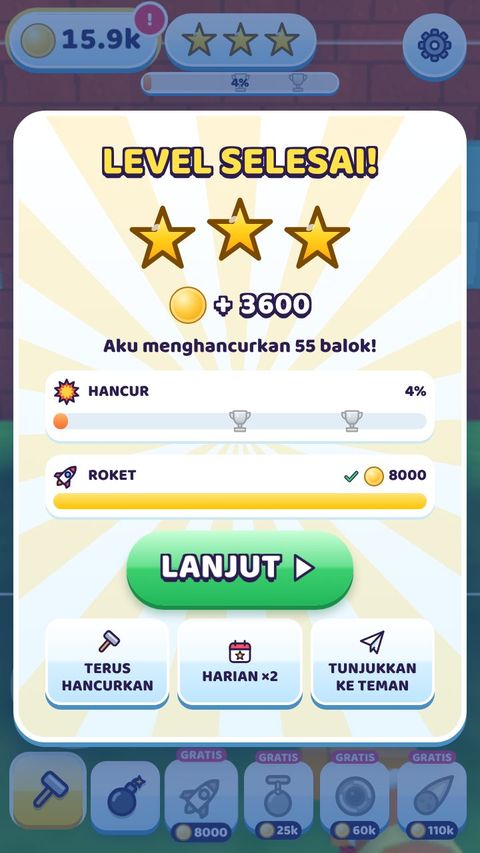 15.9k
!
4%
LEVEL SELESAI!
+ 3600
Aku menghancurkan 55 balok!
HANCUR
4%
ROKET
8000
LANJUT
TERUS
HANCURKAN
HARIAN ×2
TUNJUKKAN
KE TEMAN
GRATIS
GRATIS
GRATIS
GRATIS
8000
25k
60k
110k